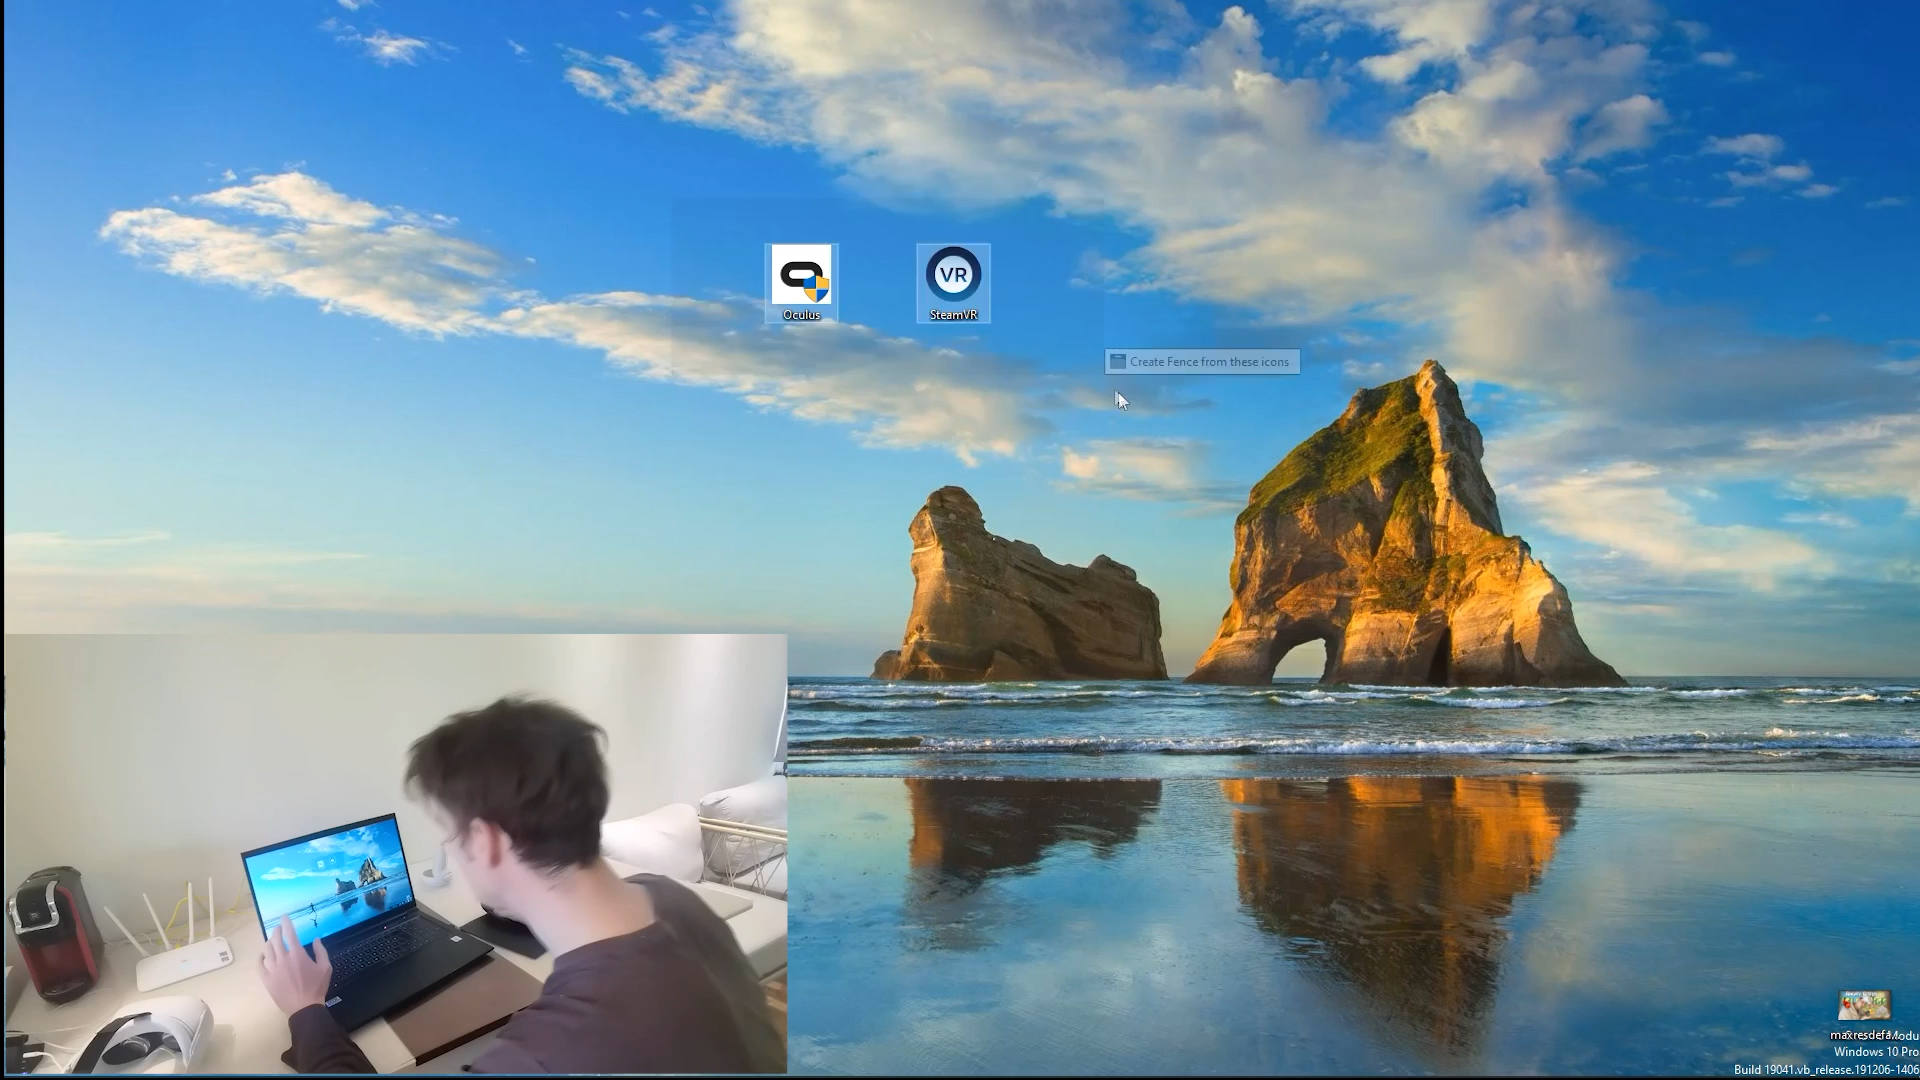 VR
Oculus
SteamVR
Create Fence from these icons
maxresdefa...
Windows 10 Pro
Build 19041.vb_release.191206-1406